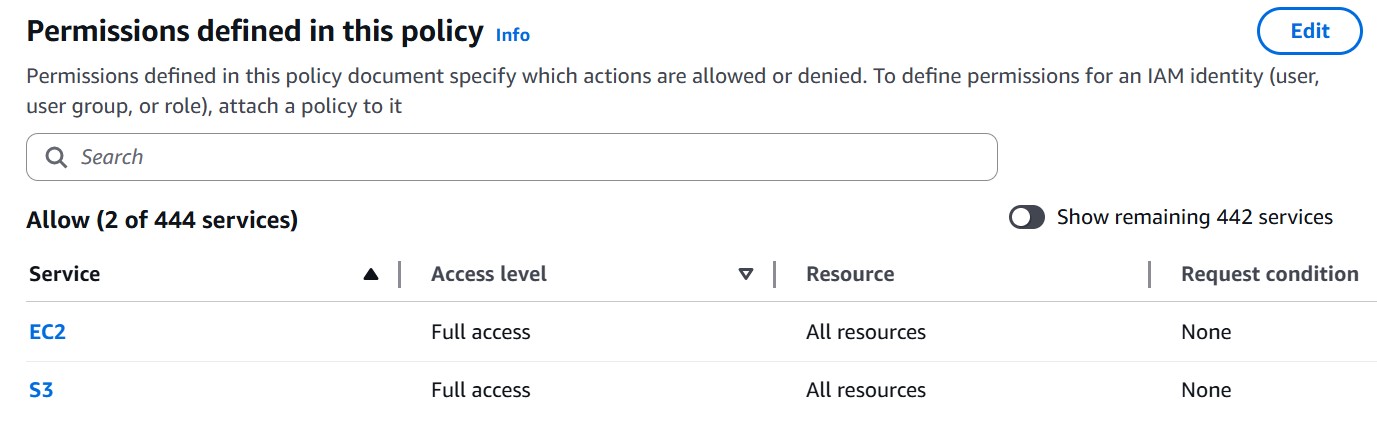 Permissions defined in this policy Info
Edit
Permissions defined in this policy document specify which actions are allowed or denied. To define permissions for an IAM identity (user,
user group, or role), attach a policy to it
Search
Allow (2 of 444 services)
Show remaining 442 services
Service Access level Resource Request condition
EC2 Full access All resources None
S3 Full access All resources None